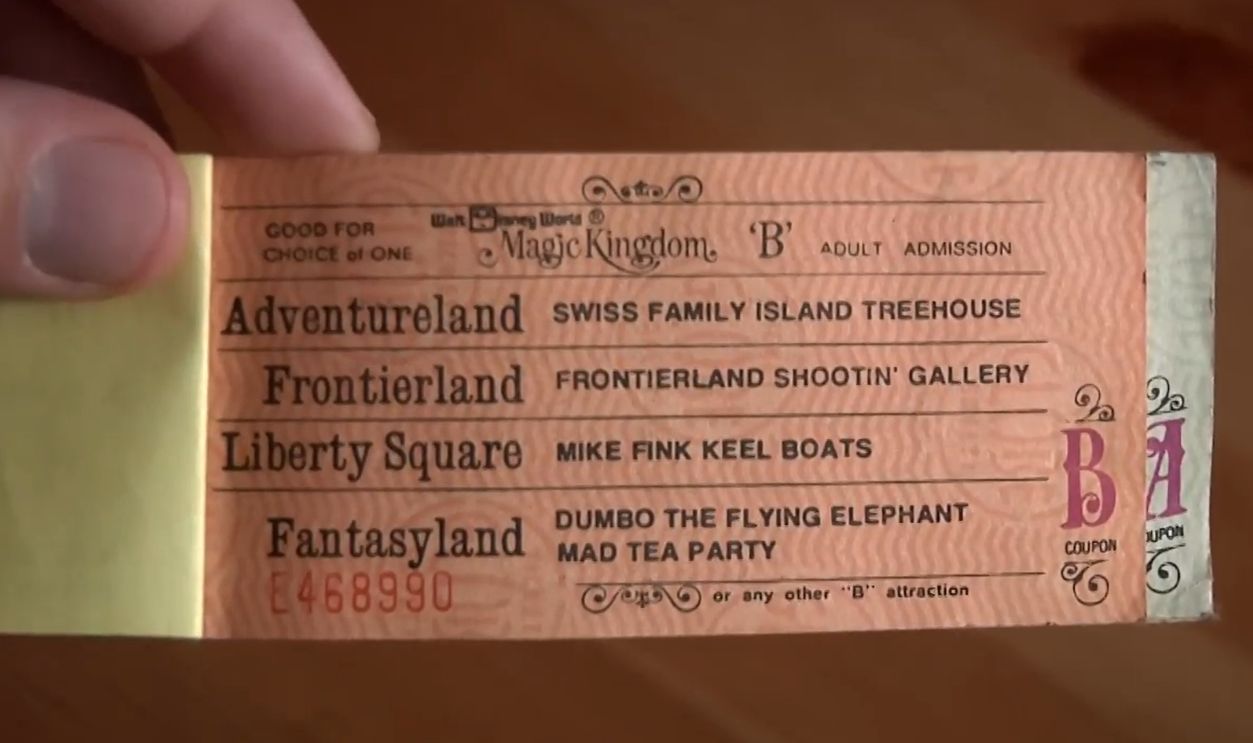 GOOD FOR
CHOICE of ONE
Walt Disney World ®
Magic Kingdom
'B'
ADULT ADMISSION
Adventureland SWISS FAMILY ISLAND TREEHOUSE
Frontierland FRONTIERLAND SHOOTIN' GALLERY
Liberty Square MIKE FINK KEEL BOATS
Fantasyland DUMBO THE FLYING ELEPHANT
MAD TEA PARTY
E468990
or any other "B" attraction
B
COUPON
A
UPON